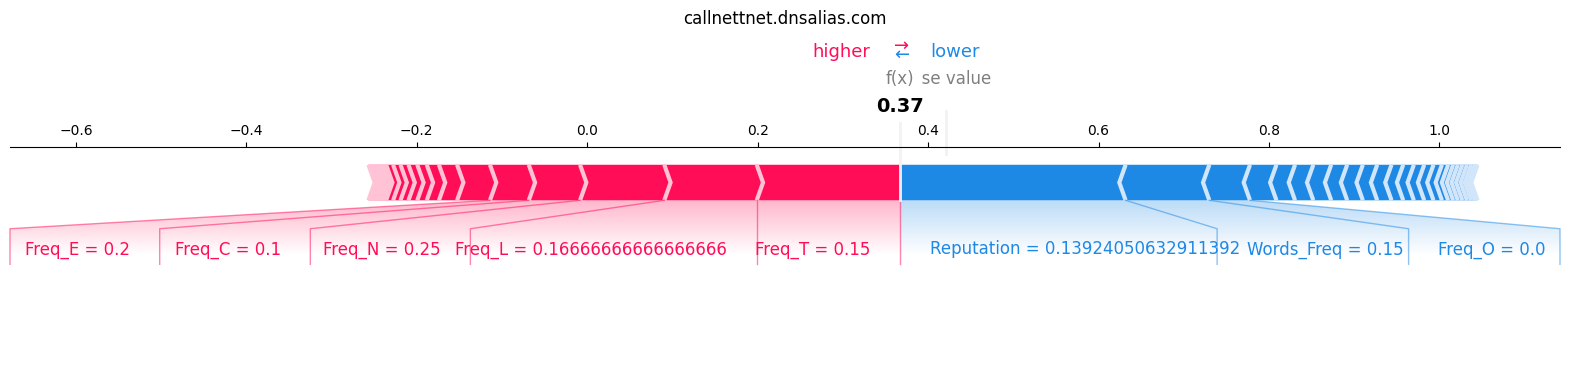 callnettnet.dnsalias.com
higher ⇄ lower
f(x) se value
0.37
−0.6 −0.4 −0.2 0.0 0.2 0.4 0.6 0.8 1.0
Freq_E = 0.2 Freq_C = 0.1 Freq_N = 0.25 Freq_L = 0.16666666666666666 Freq_T = 0.15 Reputation = 0.13924050632911392 Words_Freq = 0.15 Freq_O = 0.0